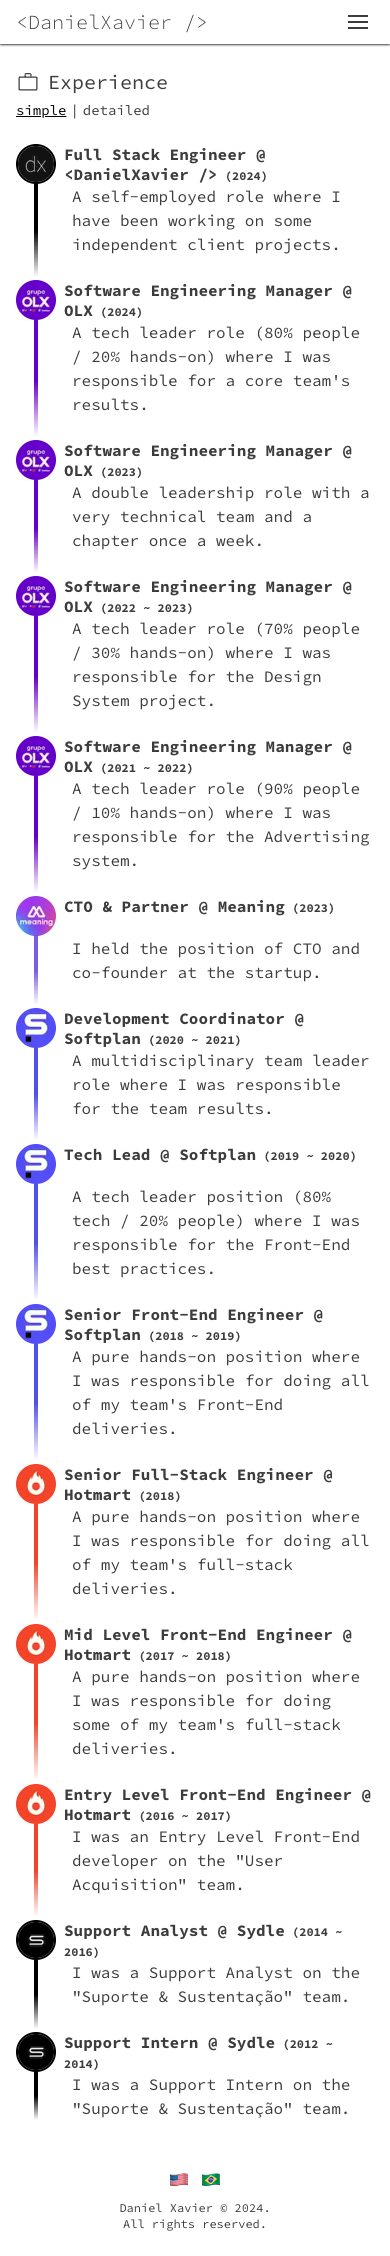 <DanielXavier />
Experience
simple | detailed
dx
Full Stack Engineer @
<DanielXavier /> (2024)
A self-employed role where I
have been working on some
independent client projects.
grupo
OLX
Software Engineering Manager @
OLX (2024)
A tech leader role (80% people
/ 20% hands-on) where I was
responsible for a core team's
results.
grupo
OLX
Software Engineering Manager @
OLX (2023)
A double leadership role with a
very technical team and a
chapter once a week.
grupo
OLX
Software Engineering Manager @
OLX (2022 ~ 2023)
A tech leader role (70% people
/ 30% hands-on) where I was
responsible for the Design
System project.
grupo
OLX
Software Engineering Manager @
OLX (2021 ~ 2022)
A tech leader role (90% people
/ 10% hands-on) where I was
responsible for the Advertising
system.
meaning
CTO & Partner @ Meaning (2023)
I held the position of CTO and
co-founder at the startup.
Development Coordinator @
Softplan (2020 ~ 2021)
A multidisciplinary team leader
role where I was responsible
for the team results.
Tech Lead @ Softplan (2019 ~ 2020)
A tech leader position (80%
tech / 20% people) where I was
responsible for the Front-End
best practices.
Senior Front-End Engineer @
Softplan (2018 ~ 2019)
A pure hands-on position where
I was responsible for doing all
of my team's Front-End
deliveries.
Senior Full-Stack Engineer @
Hotmart (2018)
A pure hands-on position where
I was responsible for doing all
of my team's full-stack
deliveries.
Mid Level Front-End Engineer @
Hotmart (2017 ~ 2018)
A pure hands-on position where
I was responsible for doing
some of my team's full-stack
deliveries.
Entry Level Front-End Engineer @
Hotmart (2016 ~ 2017)
I was an Entry Level Front-End
developer on the "User
Acquisition" team.
Support Analyst @ Sydle (2014 ~
2016)
I was a Support Analyst on the
"Suporte & Sustentação" team.
Support Intern @ Sydle (2012 ~
2014)
I was a Support Intern on the
"Suporte & Sustentação" team.
Daniel Xavier © 2024.
All rights reserved.